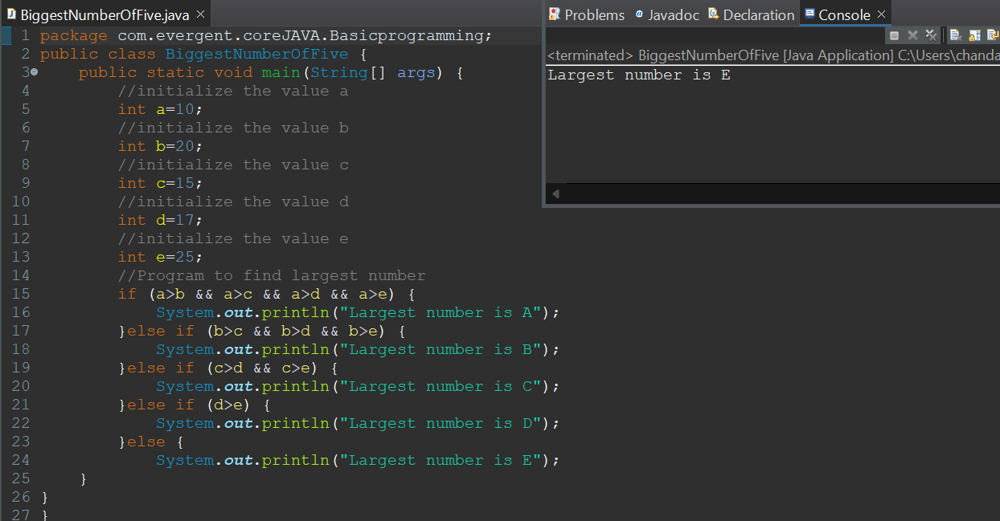 BiggestNumberOfFive.java
1 package com.evergent.coreJAVA.Basicprogramming;
2 public class BiggestNumberOfFive {
3 public static void main(String[] args) {
4 //initialize the value a
5 int a=10;
6 //initialize the value b
7 int b=20;
8 //initialize the value c
9 int c=15;
10 //initialize the value d
11 int d=17;
12 //initialize the value e
13 int e=25;
14 //Program to find largest number
15 if (a>b && a>c && a>d && a>e) {
16 System.out.println("Largest number is A");
17 }else if (b>c && b>d && b>e) {
18 System.out.println("Largest number is B");
19 }else if (c>d && c>e) {
20 System.out.println("Largest number is C");
21 }else if (d>e) {
22 System.out.println("Largest number is D");
23 }else {
24 System.out.println("Largest number is E");
25 }
26 }
27 }
Problems @ Javadoc Declaration Console
<terminated> BiggestNumberOfFive [Java Application] C:\Users\chanda
Largest number is E